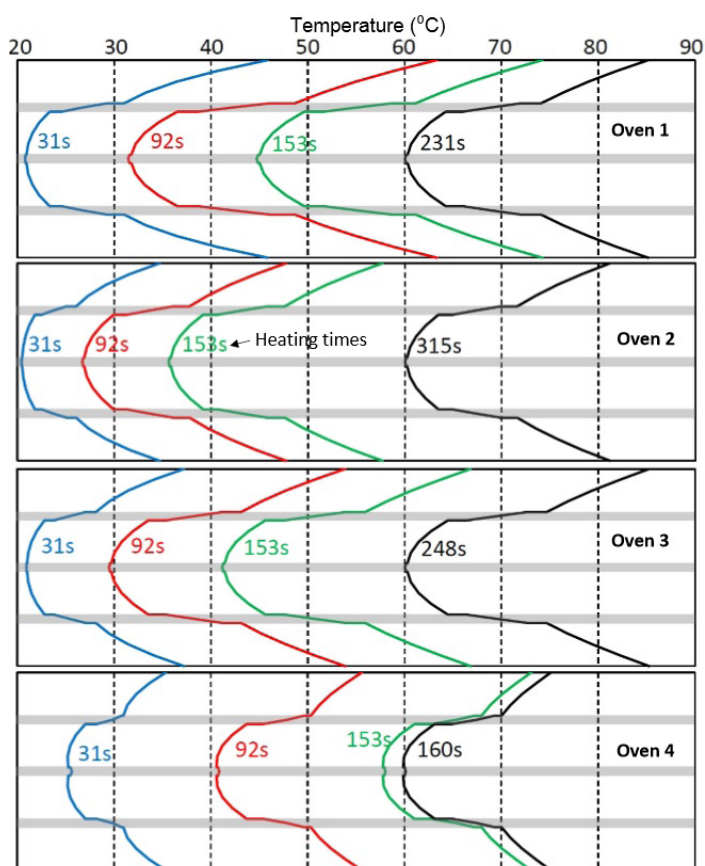 Temperature (⁰C)
20 30 40 50 60 70 80 90
31s 92s 153s 231s Oven 1
31s 92s 153s Heating times 315s Oven 2
31s 92s 153s 248s Oven 3
31s 92s 153s 160s Oven 4